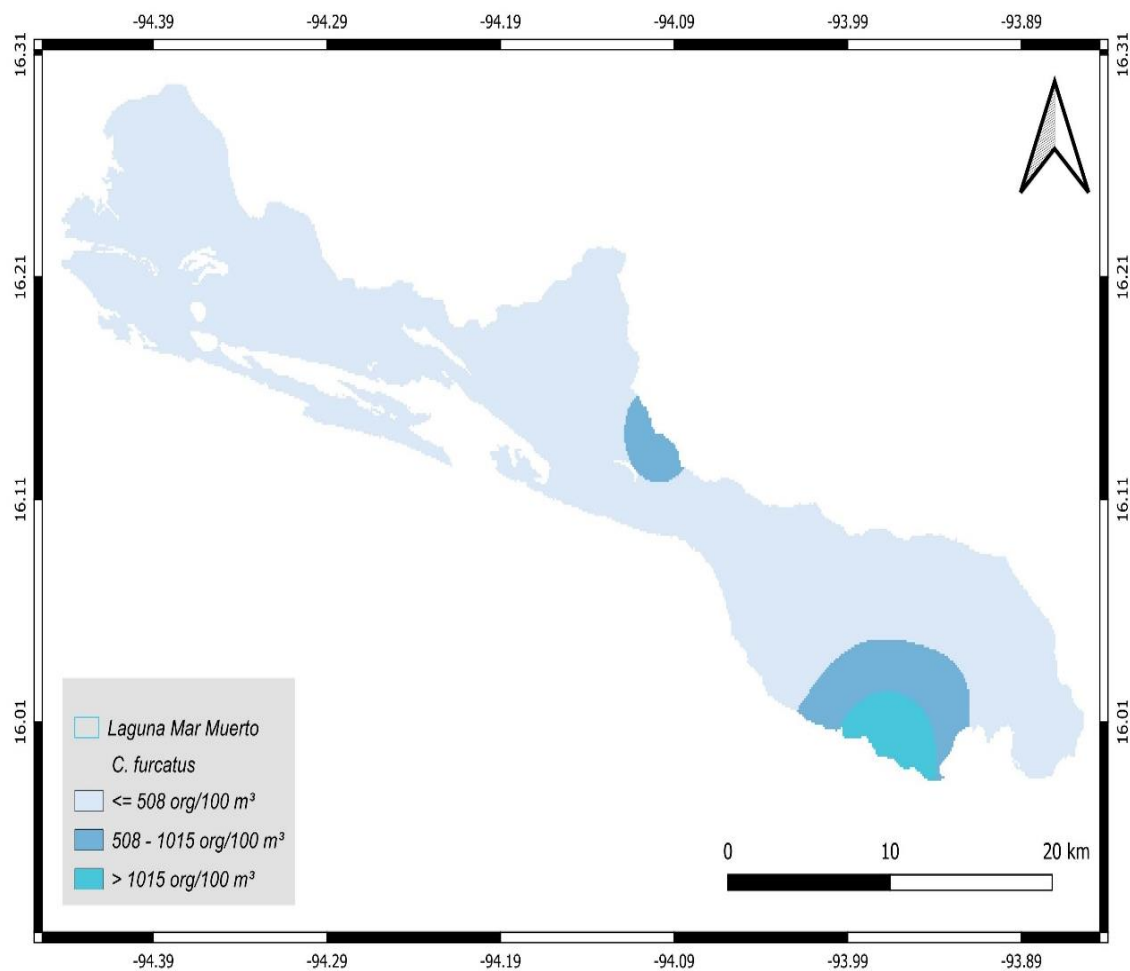 -94.39 -94.29 -94.19 -94.09 -93.99 -93.89
16.31 16.31
16.21 16.21
16.11 16.11
16.01 16.01
Laguna Mar Muerto
C. furcatus
<= 508 org/100 m³
508 - 1015 org/100 m³
> 1015 org/100 m³
0 10 20 km
-94.39 -94.29 -94.19 -94.09 -93.99 -93.89